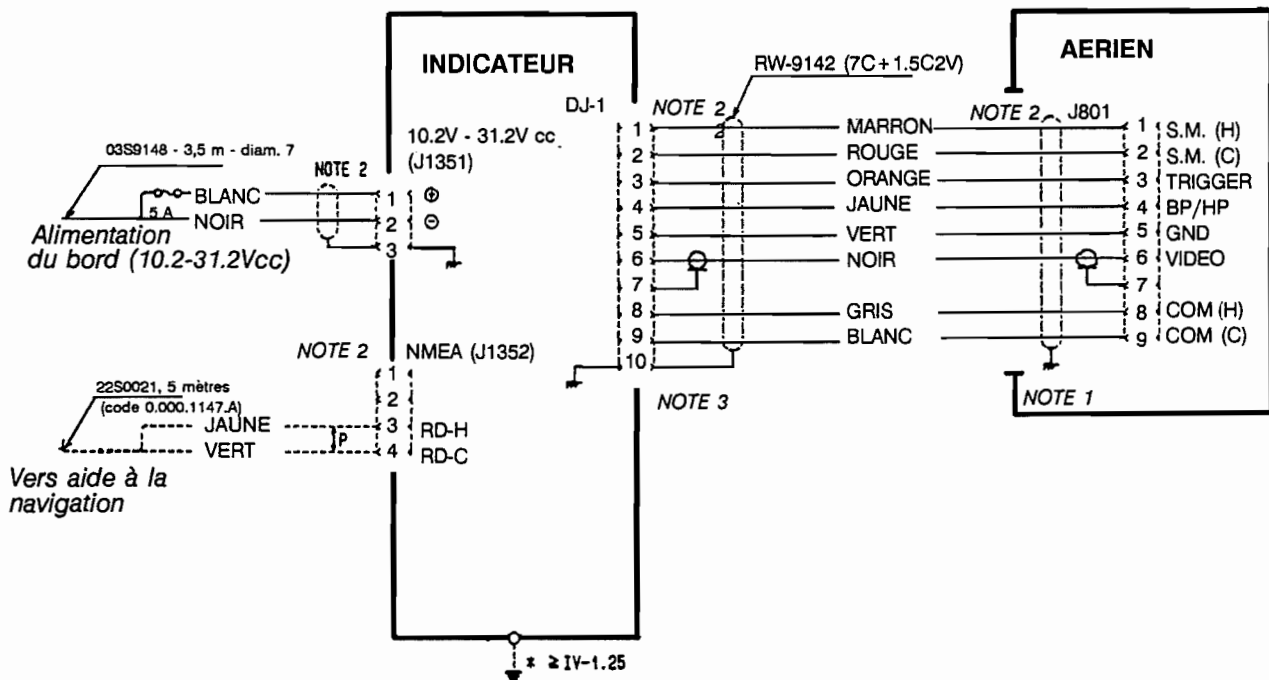 INDICATEUR
AERIEN
RW-9142 (7C+1.5C2V)
DJ-1
NOTE 2
2
NOTE 2
J801
10.2V - 31.2V cc
(J1351)
03S9148 - 3,5 m - diam. 7
NOTE 2
BLANC
5 A
NOIR
1
2
3
⊕
⊖
Alimentation
du bord (10.2-31.2Vcc)
1 MARRON 1 S.M. (H)
2 ROUGE 2 S.M. (C)
3 ORANGE 3 TRIGGER
4 JAUNE 4 BP/HP
5 VERT 5 GND
6 NOIR 6 VIDEO
7 7
8 GRIS 8 COM (H)
9 BLANC 9 COM (C)
10
NOTE 3
NOTE 1
NOTE 2
NMEA (J1352)
22S0021, 5 mètres
(code 0.000.1147.A)
1
2
JAUNE 3 RD-H
P
VERT 4 RD-C
Vers aide à la
navigation
* ≥ IV-1.25